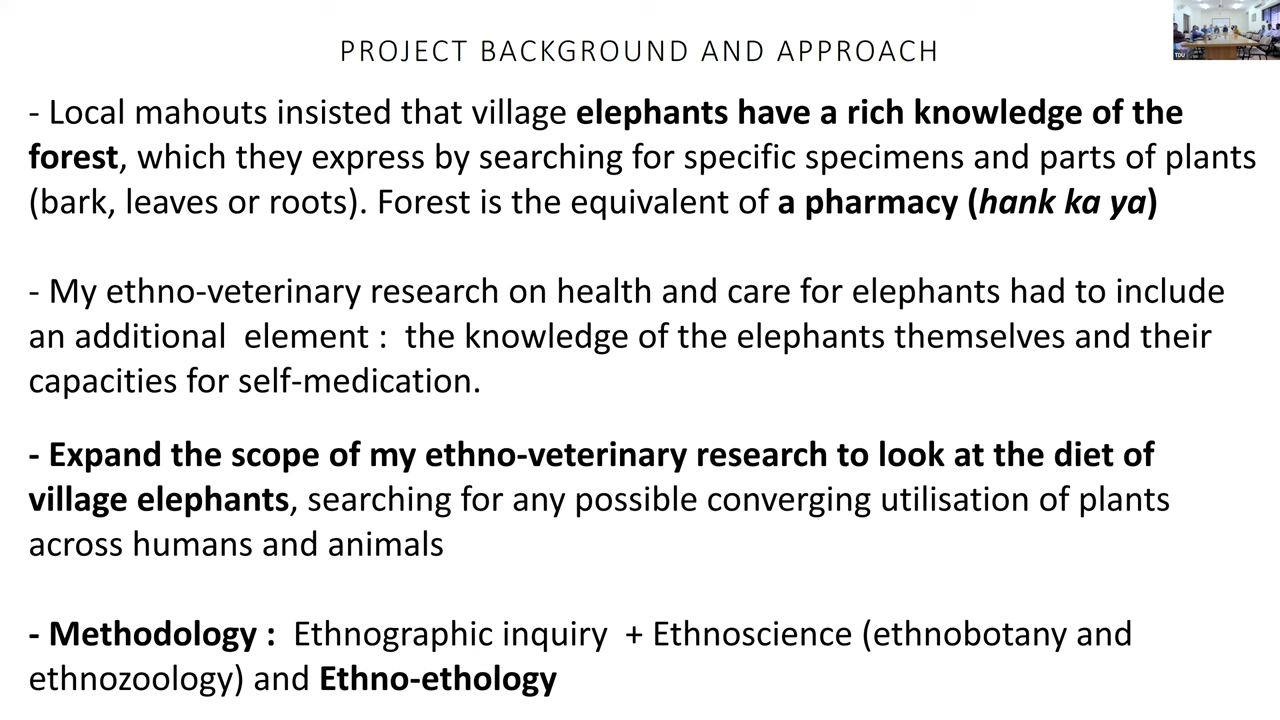 PROJECT BACKGROUND AND APPROACH
TDU
- Local mahouts insisted that village elephants have a rich knowledge of the
forest, which they express by searching for specific specimens and parts of plants
(bark, leaves or roots). Forest is the equivalent of a pharmacy (hank ka ya)
- My ethno-veterinary research on health and care for elephants had to include
an additional  element :  the knowledge of the elephants themselves and their
capacities for self-medication.
- Expand the scope of my ethno-veterinary research to look at the diet of
village elephants, searching for any possible converging utilisation of plants
across humans and animals
- Methodology :  Ethnographic inquiry  + Ethnoscience (ethnobotany and
ethnozoology) and Ethno-ethology